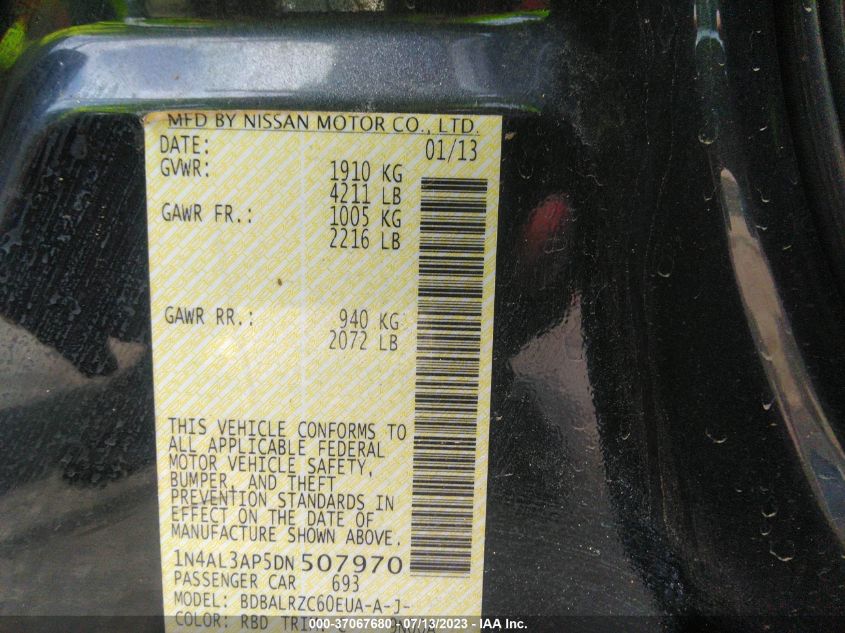 MFD BY NISSAN MOTOR CO., LTD.
DATE: 01/13
GVWR: 1910 KG
4211 LB
GAWR FR.: 1005 KG
2216 LB
GAWR RR.: 940 KG
2072 LB
THIS VEHICLE CONFORMS TO
ALL APPLICABLE FEDERAL
MOTOR VEHICLE SAFETY,
BUMPER, AND THEFT
PREVENTION STANDARDS IN
EFFECT ON THE DATE OF
MANUFACTURE SHOWN ABOVE.
1N4AL3AP5DN507970
PASSENGER CAR 693
MODEL: BDBALRZC60EUA-A-J-
COLOR: RBD TRIM:
000-37067680 - 07/13/2023 - IAA Inc.